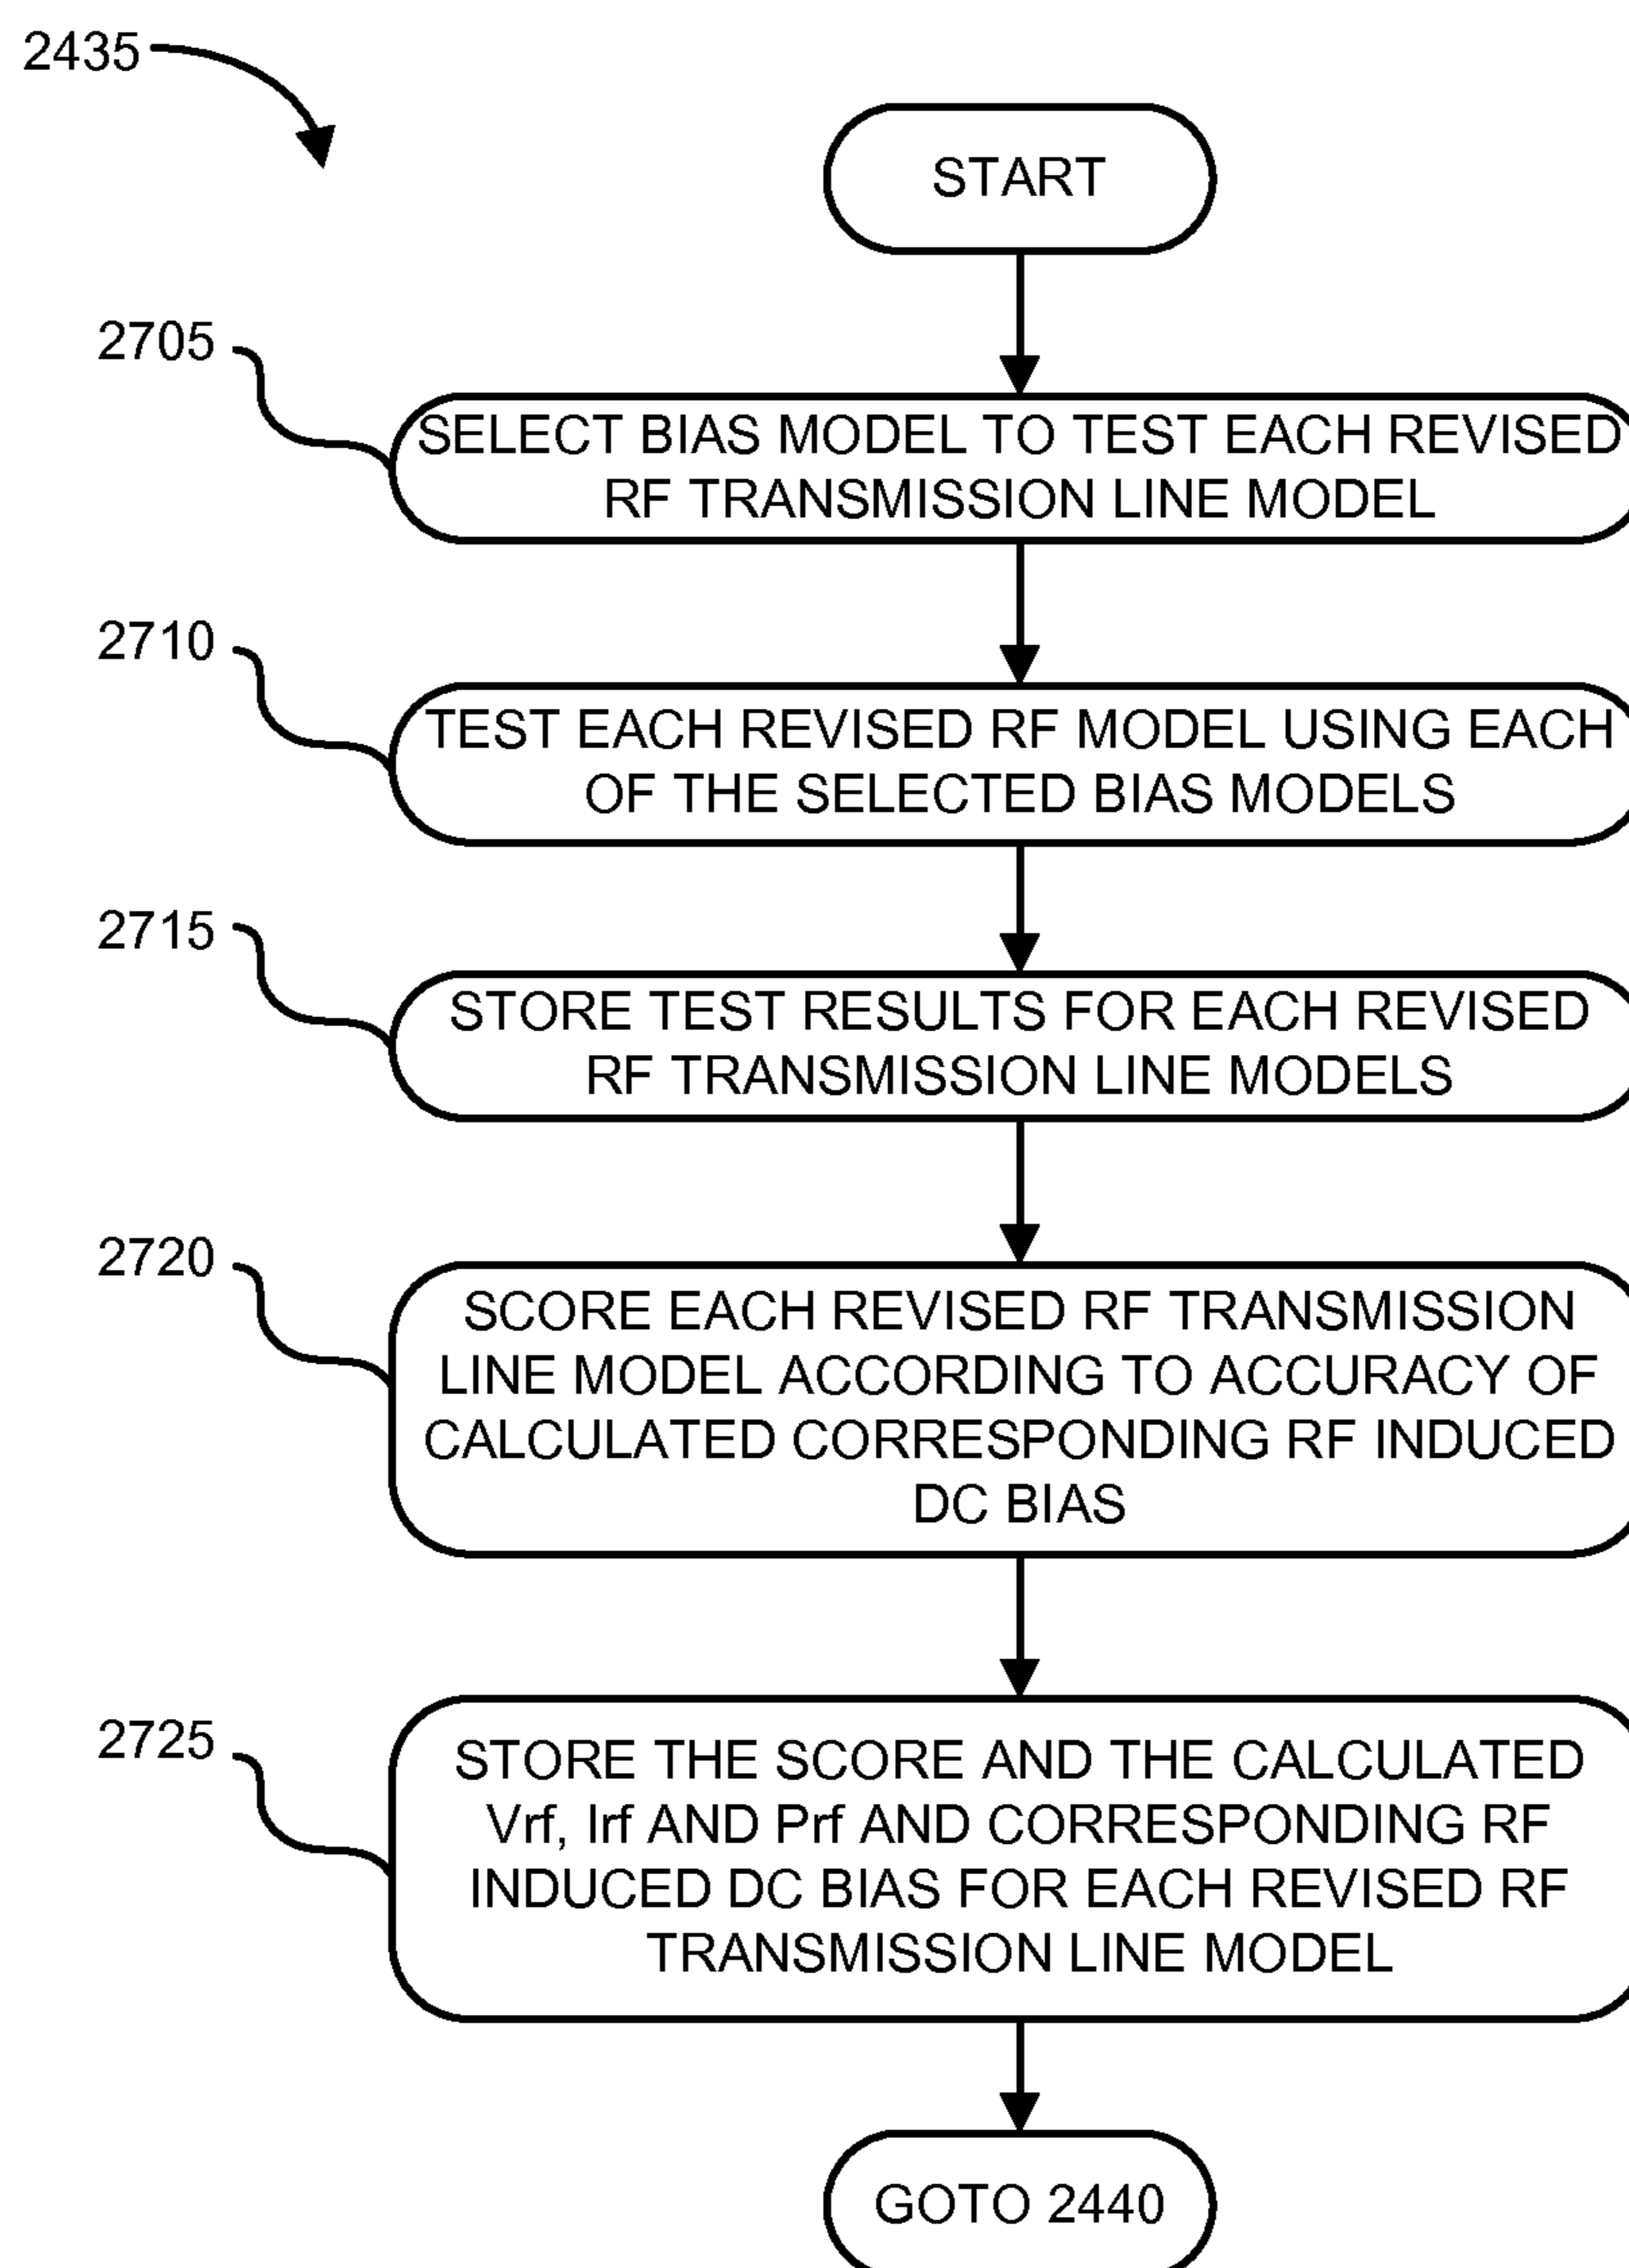 2435
START
2705
SELECT BIAS MODEL TO TEST EACH REVISED
RF TRANSMISSION LINE MODEL
2710
TEST EACH REVISED RF MODEL USING EACH
OF THE SELECTED BIAS MODELS
2715
STORE TEST RESULTS FOR EACH REVISED
RF TRANSMISSION LINE MODELS
2720
SCORE EACH REVISED RF TRANSMISSION
LINE MODEL ACCORDING TO ACCURACY OF
CALCULATED CORRESPONDING RF INDUCED
DC BIAS
2725
STORE THE SCORE AND THE CALCULATED
Vrf, Irf AND Prf AND CORRESPONDING RF
INDUCED DC BIAS FOR EACH REVISED RF
TRANSMISSION LINE MODEL
GOTO 2440